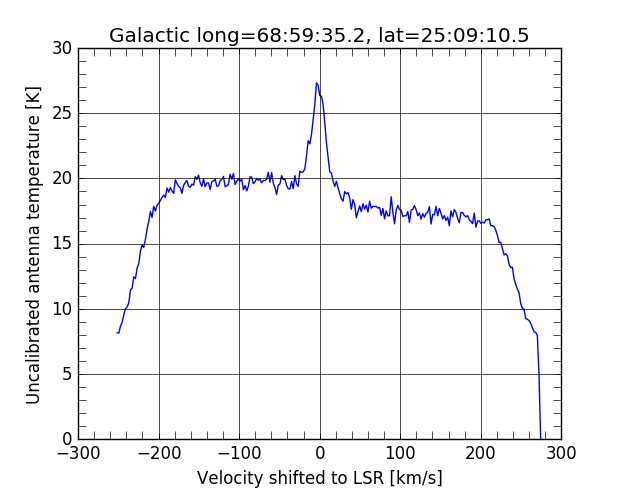 Galactic long=68:59:35.2, lat=25:09:10.5
30
25
20
15
10
5
0
−300 −200 −100 0 100 200 300
Uncalibrated antenna temperature [K]
Velocity shifted to LSR [km/s]